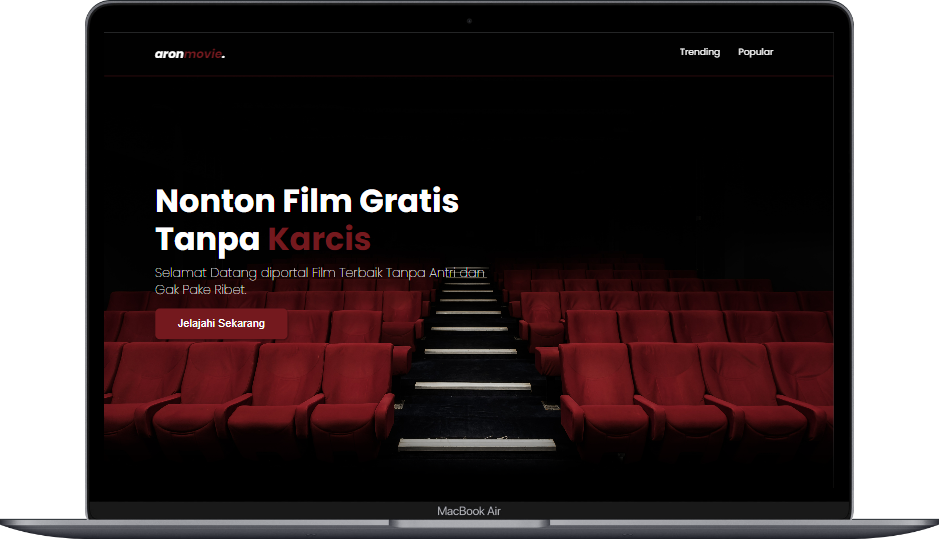 aronmovie.
Trending
Popular
Nonton Film Gratis
Tanpa Karcis
Selamat Datang diportal Film Terbaik Tanpa Antri dan
Gak Pake Ribet.
Jelajahi Sekarang
MacBook Air